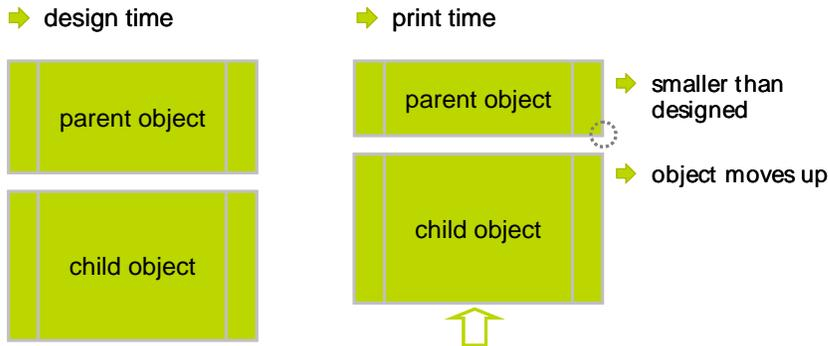 design time
parent object
child object
print time
parent object
child object
smaller than
designed
object moves up